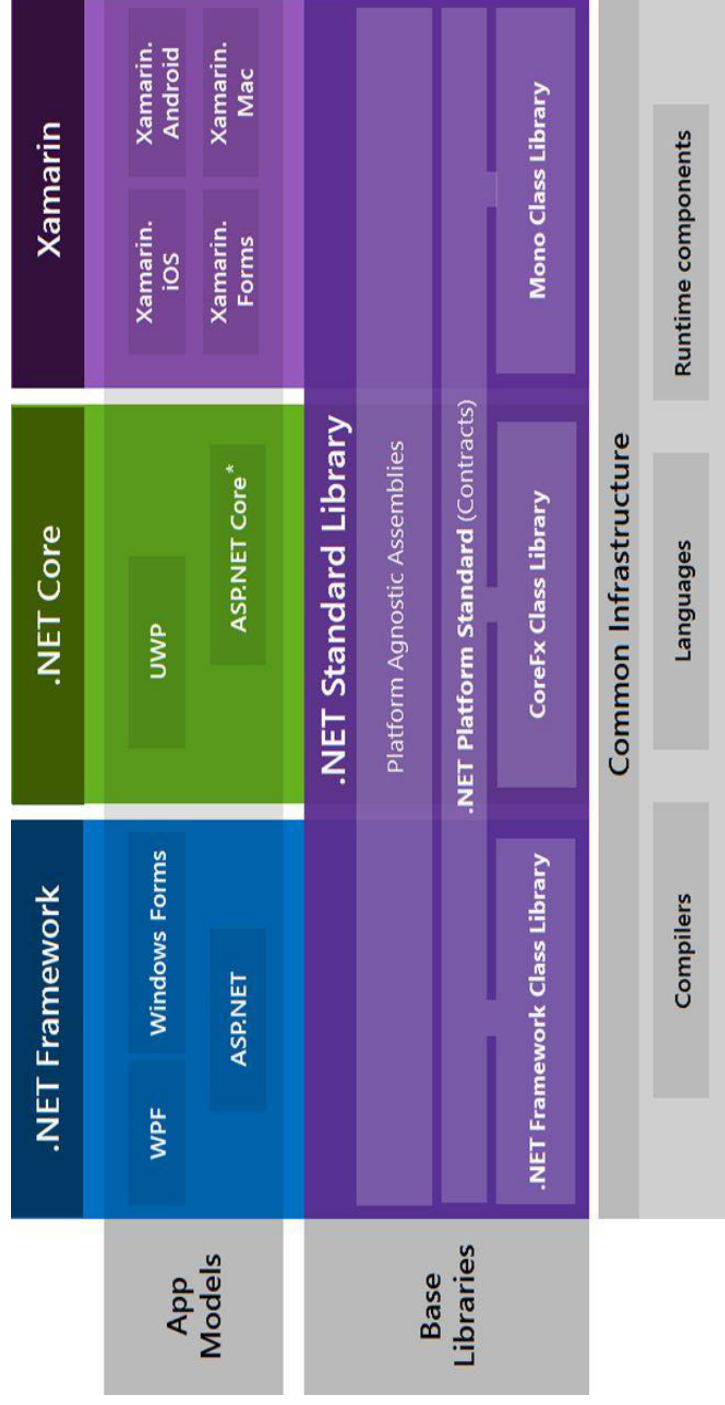 .NET Framework
.NET Core
Xamarin
App
Models
WPF
Windows Forms
ASP.NET
UWP
ASP.NET Core*
Xamarin.
iOS
Xamarin.
Android
Xamarin.
Forms
Xamarin.
Mac
Base
Libraries
.NET Standard Library
Platform Agnostic Assemblies
.NET Platform Standard (Contracts)
.NET Framework Class Library
CoreFx Class Library
Mono Class Library
Common Infrastructure
Compilers
Languages
Runtime components